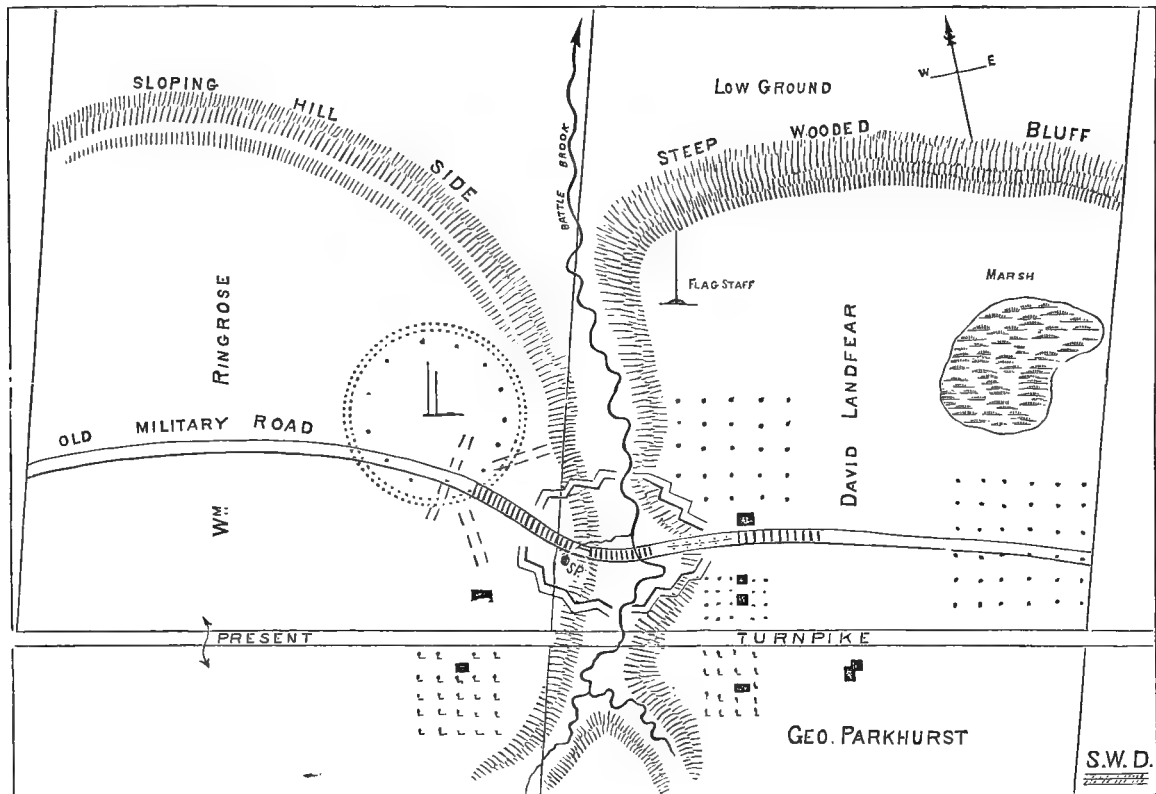 SLOPING HILL SIDE
BATTLE BROOK
LOW GROUND
N
W E
STEEP WOODED BLUFF
FLAG STAFF
MARSH
WM RINGROSE
DAVID LANDFEAR
OLD MILITARY ROAD
SP.
PRESENT TURNPIKE
GEO. PARKHURST
S.W.D.